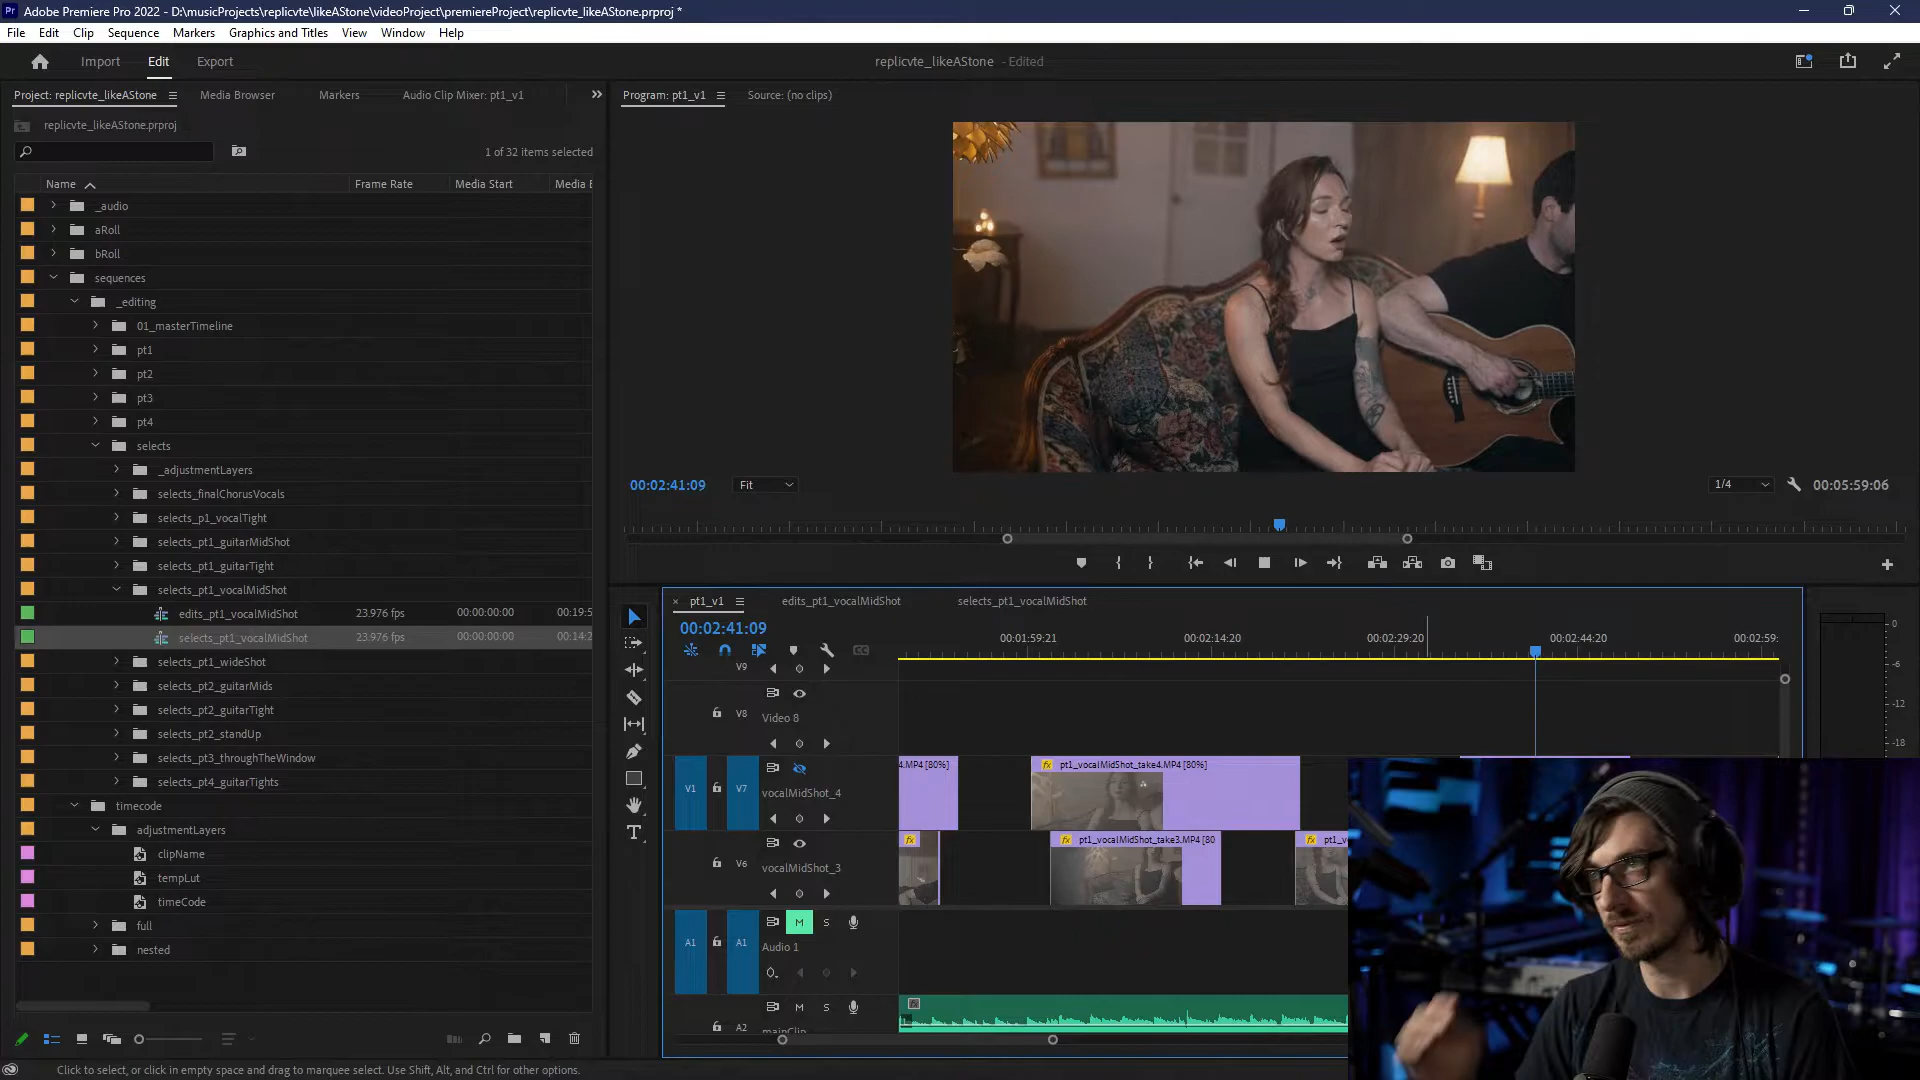 Adobe Premiere Pro 2022 - D:\musicProjects\replicvte\likeAStone\videoProject\premiereProject\replicvte_likeAStone.prproj *
File Edit Clip Sequence Markers Graphics and Titles View Window Help
Import Edit Export
replicvte_likeAStone - Edited
Project: replicvte_likeAStone
Media Browser
Markers
Audio Clip Mixer: pt1_v1
Program: pt1_v1
Source: (no clips)
replicvte_likeAStone.prproj
1 of 32 items selected
Name Frame Rate Media Start Media E
_audio
aRoll
bRoll
sequences
_editing
01_masterTimeline
pt1
pt2
pt3
pt4
selects
_adjustmentLayers
selects_finalChorusVocals
selects_p1_vocalTight
selects_pt1_guitarMidShot
selects_pt1_guitarTight
selects_pt1_vocalMidShot
edits_pt1_vocalMidShot 23.976 fps 00:00:00:00 00:19:5
selects_pt1_vocalMidShot 23.976 fps 00:00:00:00 00:14:2
selects_pt1_wideShot
selects_pt2_guitarMids
selects_pt2_guitarTight
selects_pt2_standUp
selects_pt3_throughTheWindow
selects_pt4_guitarTights
timecode
adjustmentLayers
clipName
tempLut
timeCode
full
nested
00:02:41:09
Fit
1/4
00:05:59:06
pt1_v1
edits_pt1_vocalMidShot
selects_pt1_vocalMidShot
00:02:41:09
00:01:59:21 00:02:14:20 00:02:29:20 00:02:44:20 00:02:59:
V9
V8 Video 8
V1 V7 vocalMidShot_4
4.MP4 [80%]
fx pt1_vocalMidShot_take4.MP4 [80%]
V6 vocalMidShot_3
fx
fx pt1_vocalMidShot_take3.MP4 [80
fx pt1_v
A1 A1 M S
Audio 1
A2 M S
mainClip
0
-6
-12
-18
Click to select, or click in empty space and drag to marquee select. Use Shift, Alt, and Ctrl for other options.